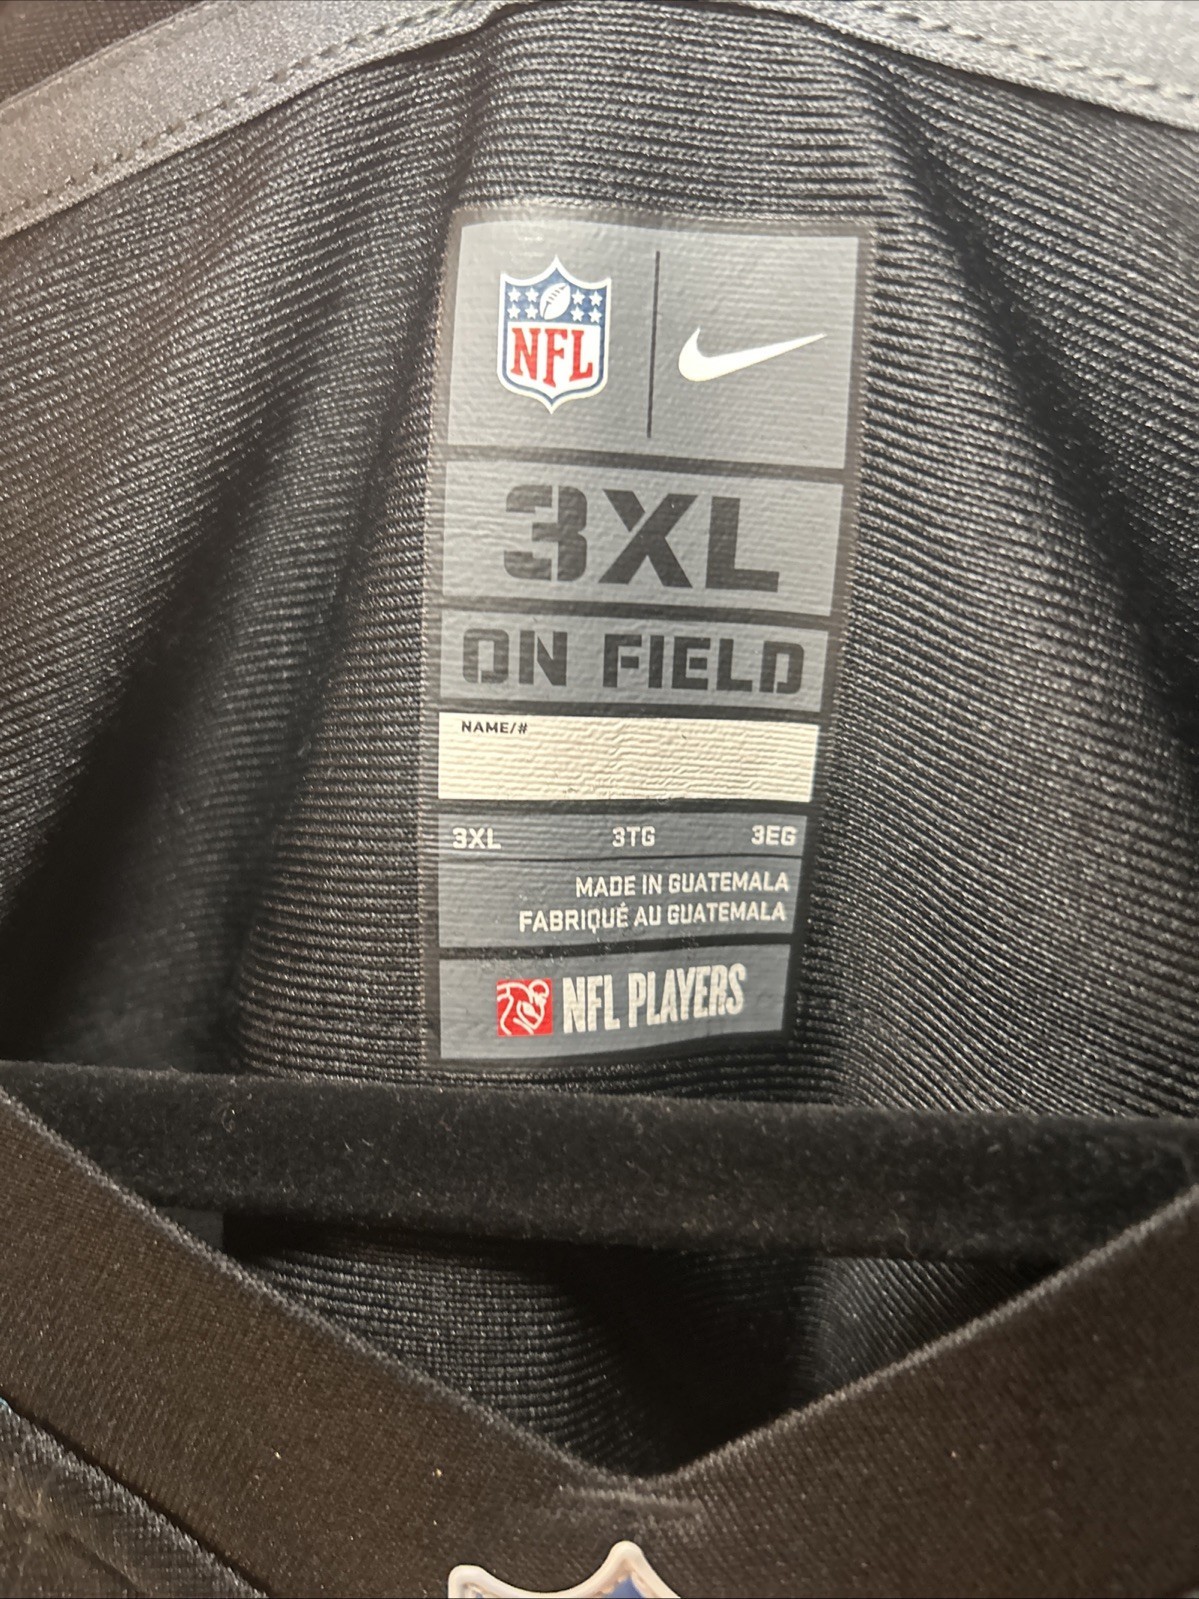 NFL
3XL
ON FIELD
NAME/#
3XL 3TG 3EG
MADE IN GUATEMALA
FABRIQUÉ AU GUATEMALA
NFL PLAYERS